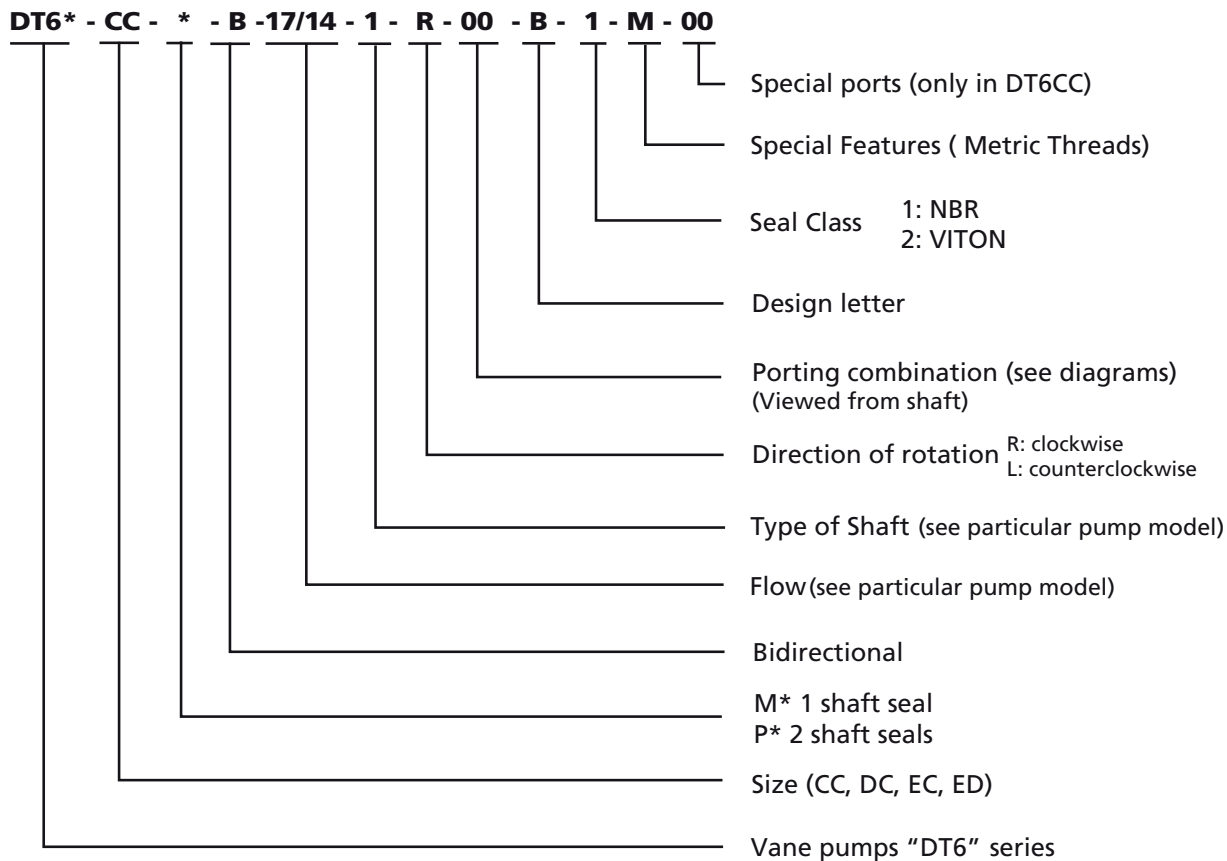 DT6* - CC - * - B -17/14 - 1 - R - 00 - B - 1 - M - 00
Special ports (only in DT6CC)
Special Features ( Metric Threads)
Seal Class 1: NBR
2: VITON
Design letter
Porting combination (see diagrams)
(Viewed from shaft)
Direction of rotation R: clockwise
L: counterclockwise
Type of Shaft (see particular pump model)
Flow (see particular pump model)
Bidirectional
M* 1 shaft seal
P* 2 shaft seals
Size (CC, DC, EC, ED)
Vane pumps “DT6” series